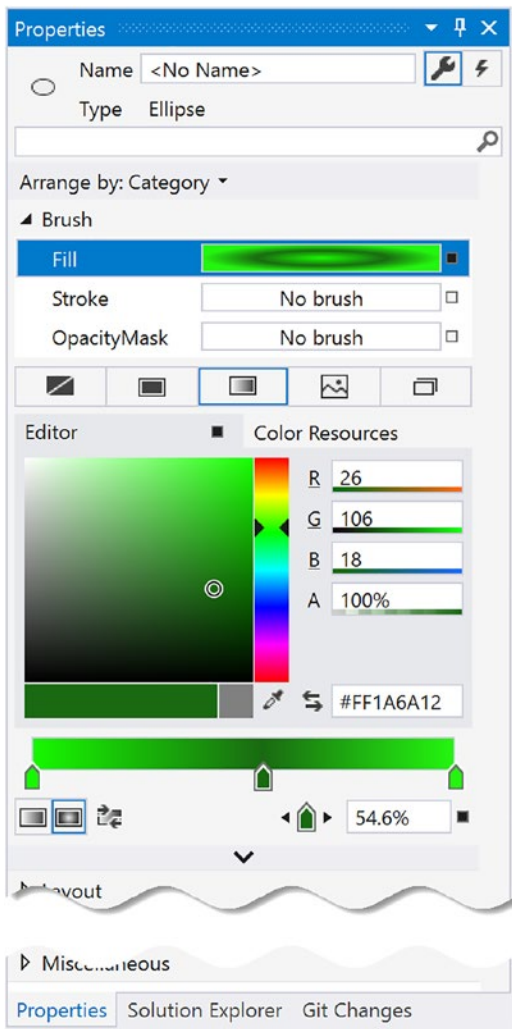 Properties
Name <No Name>
Type Ellipse
Arrange by: Category
Brush
Fill
Stroke No brush
OpacityMask No brush
Editor Color Resources
R 26
G 106
B 18
A 100%
#FF1A6A12
54.6%
Properties Solution Explorer Git Changes